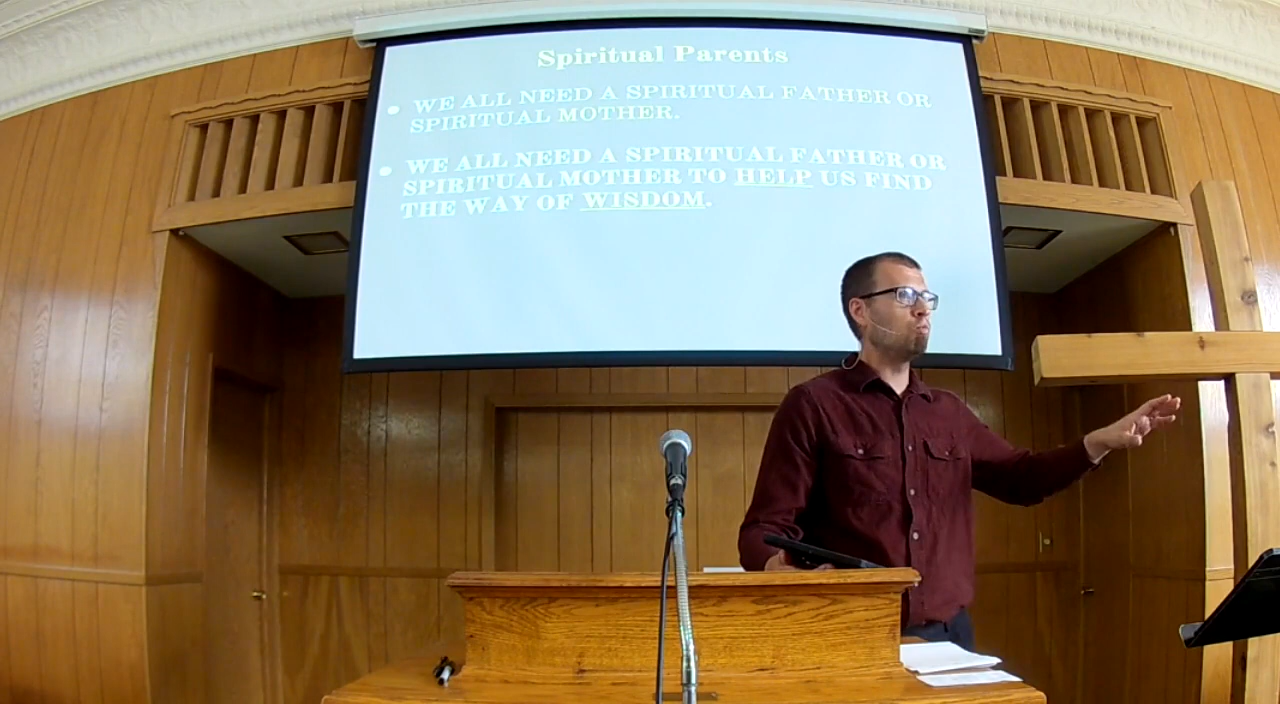 Spiritual Parents
• WE ALL NEED A SPIRITUAL FATHER OR
SPIRITUAL MOTHER.
• WE ALL NEED A SPIRITUAL FATHER OR
SPIRITUAL MOTHER TO HELP US FIND
THE WAY OF WISDOM.